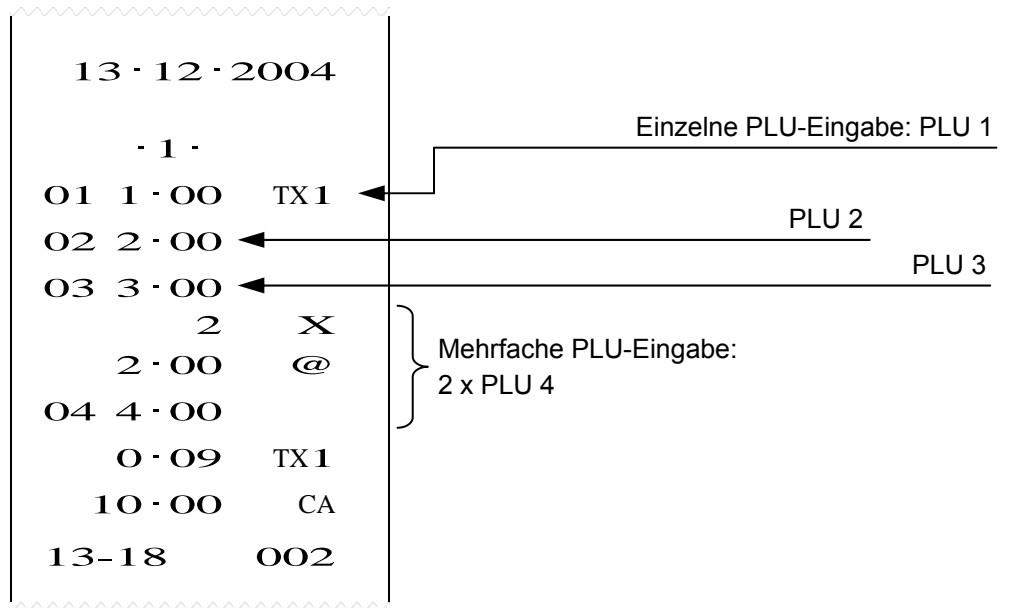 13·12·2004
Einzelne PLU-Eingabe: PLU 1
·1·
01 1·00 TX1
PLU 2
02 2·00
PLU 3
03 3·00
2 X
2·00 @
04 4·00
Mehrfache PLU-Eingabe:
2 x PLU 4
0·09 TX1
10·00 CA
13-18 002